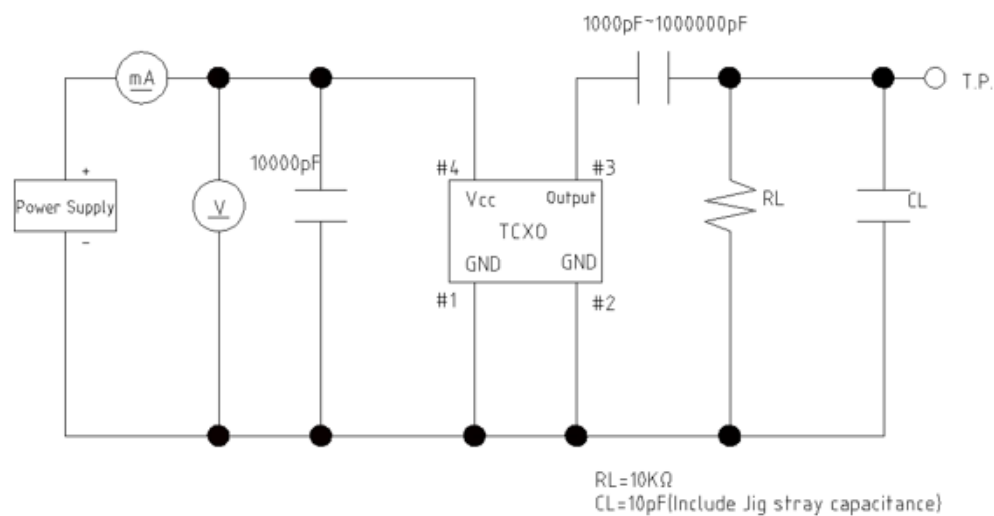 1000pF~1000000pF
mA
T.P.
10000pF
+
#4
#3
Power Supply
V
Vcc
Output
RL
CL
TCXO
-
GND
GND
#1
#2
RL=10KΩ
CL=10pF(Include Jig stray capacitance)